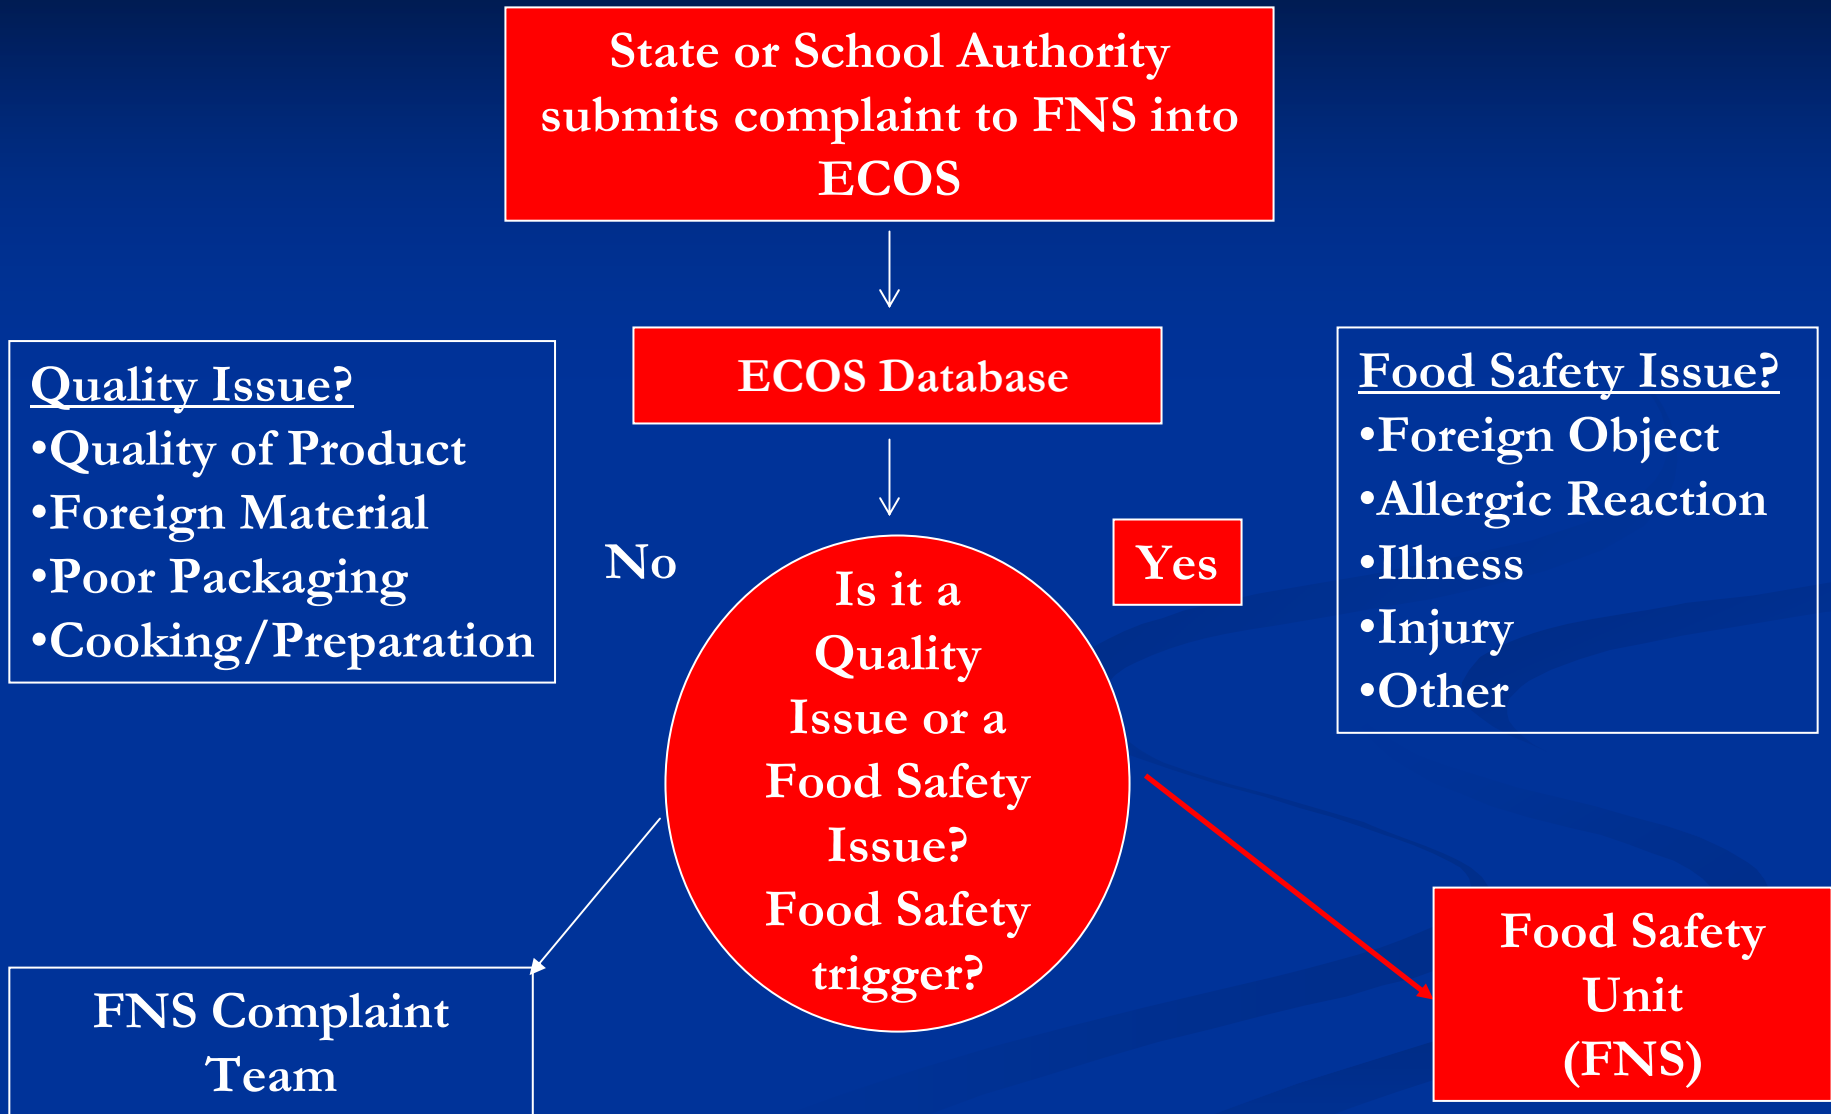 State or School Authority
submits complaint to FNS into
ECOS
ECOS Database
Quality Issue?
•Quality of Product
•Foreign Material
•Poor Packaging
•Cooking/Preparation
Food Safety Issue?
•Foreign Object
•Allergic Reaction
•Illness
•Injury
•Other
No
Yes
Is it a
Quality
Issue or a
Food Safety
Issue?
Food Safety
trigger?
FNS Complaint
Team
Food Safety
Unit
(FNS)